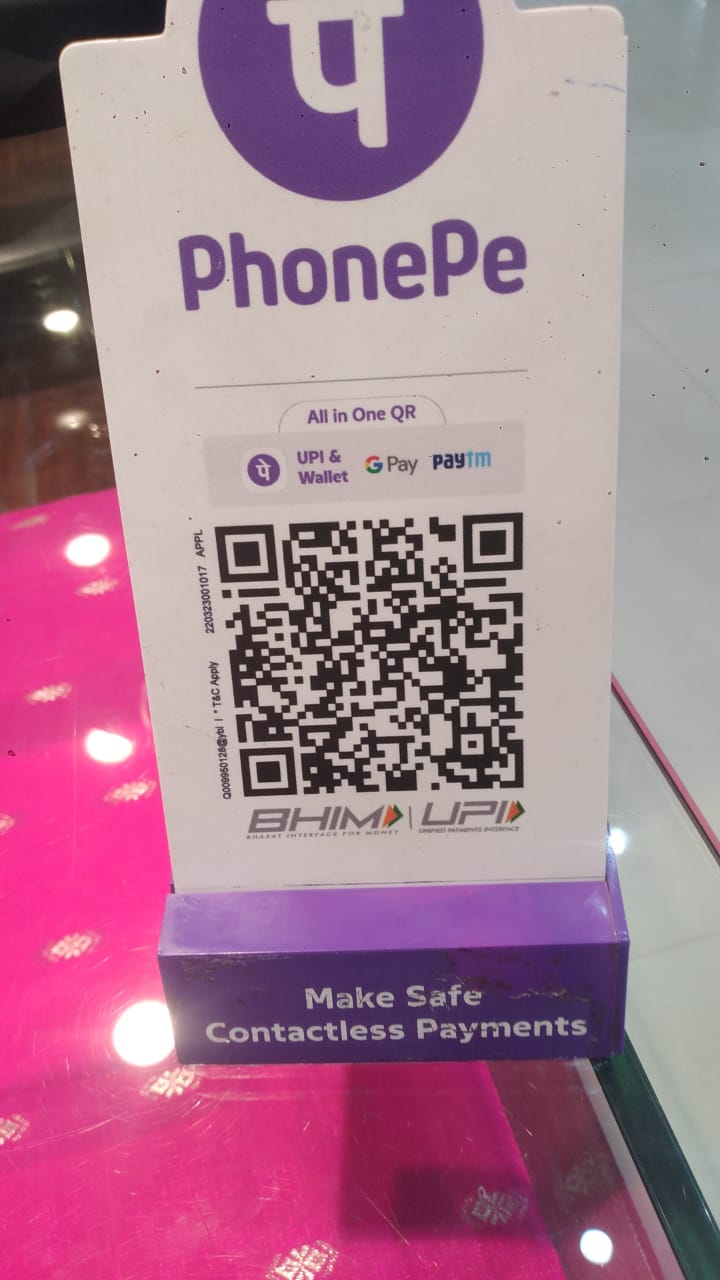 प
PhonePe
All in One QR
पे UPI &
Wallet
G Pay
paytm
220323001017 APPL
Q009950128@ybl | * T&C Apply
BHIM | UPI
BHARAT INTERFACE FOR MONEY
UNIFIED PAYMENTS INTERFACE
Make Safe
Contactless Payments